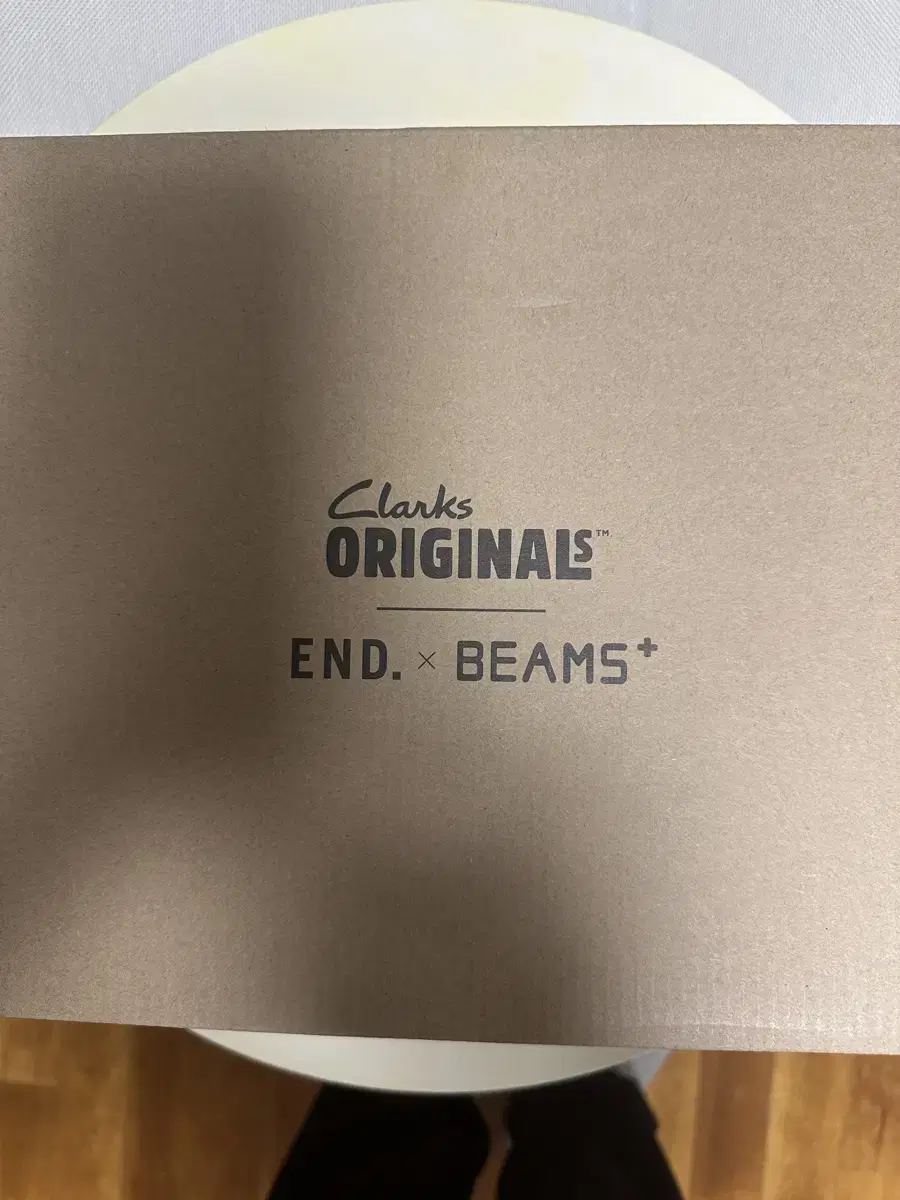 Clarks
ORIGINALS™
END. × BEAMS+